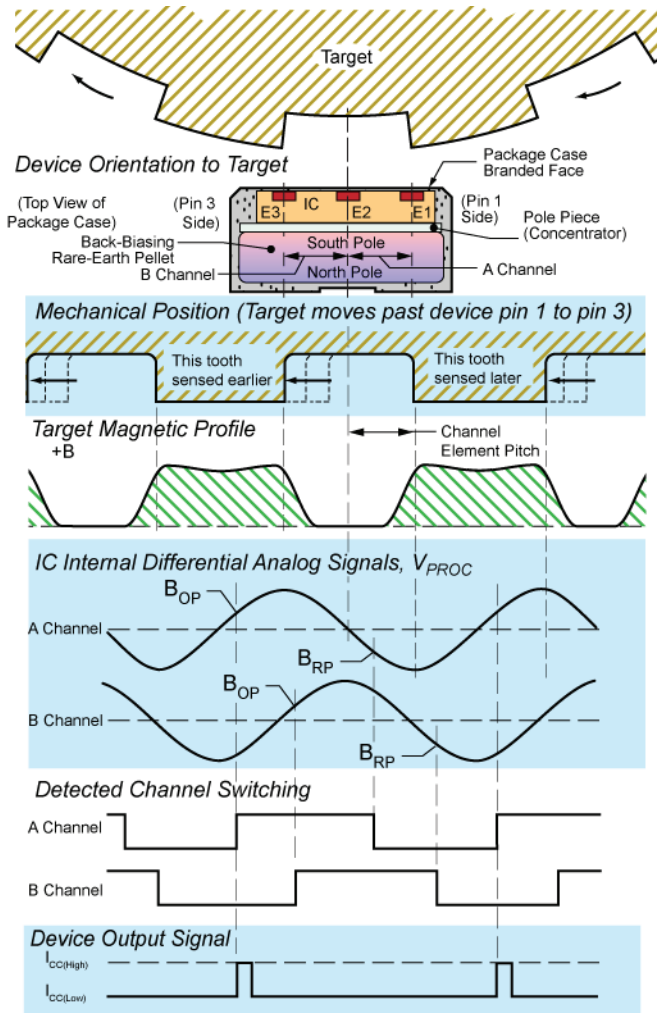 Target
Device Orientation to Target
Package Case
Branded Face
(Top View of
Package Case)
(Pin 3
Side)
E3
IC
E2
E1
(Pin 1
Side)
Pole Piece
(Concentrator)
Back-Biasing
Rare-Earth Pellet
South Pole
B Channel
North Pole
A Channel
Mechanical Position (Target moves past device pin 1 to pin 3)
This tooth
sensed earlier
This tooth
sensed later
Target Magnetic Profile
+B
Channel
Element Pitch
IC Internal Differential Analog Signals, VPROC
BOP
A Channel
BRP
BOP
B Channel
BRP
Detected Channel Switching
A Channel
B Channel
Device Output Signal
ICC(High)
ICC(Low)